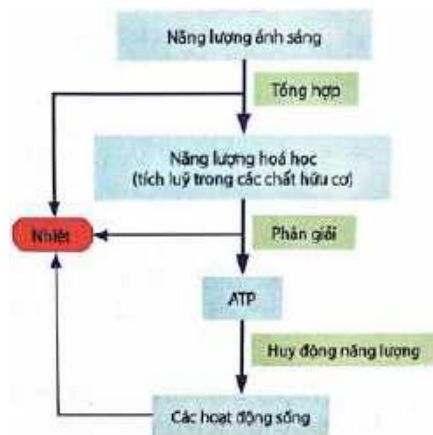 Năng lượng ánh sáng
Tổng hợp
Năng lượng hoá học
(tích luỹ trong các chất hữu cơ)
Nhiệt
Phân giải
ATP
Huy động năng lượng
Các hoạt động sống